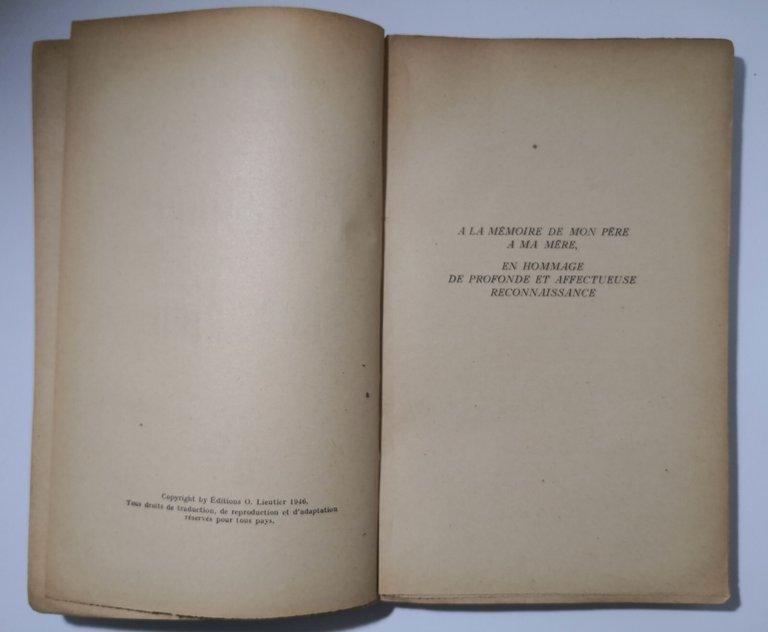 Copyright by Éditions O. Lieutier 1946.
Tous droits de traduction, de reproduction et d'adaptation
réservés pour tous pays.
A LA MÉMOIRE DE MON PÈRE
A MA MÈRE,
EN HOMMAGE
DE PROFONDE ET AFFECTUEUSE
RECONNAISSANCE